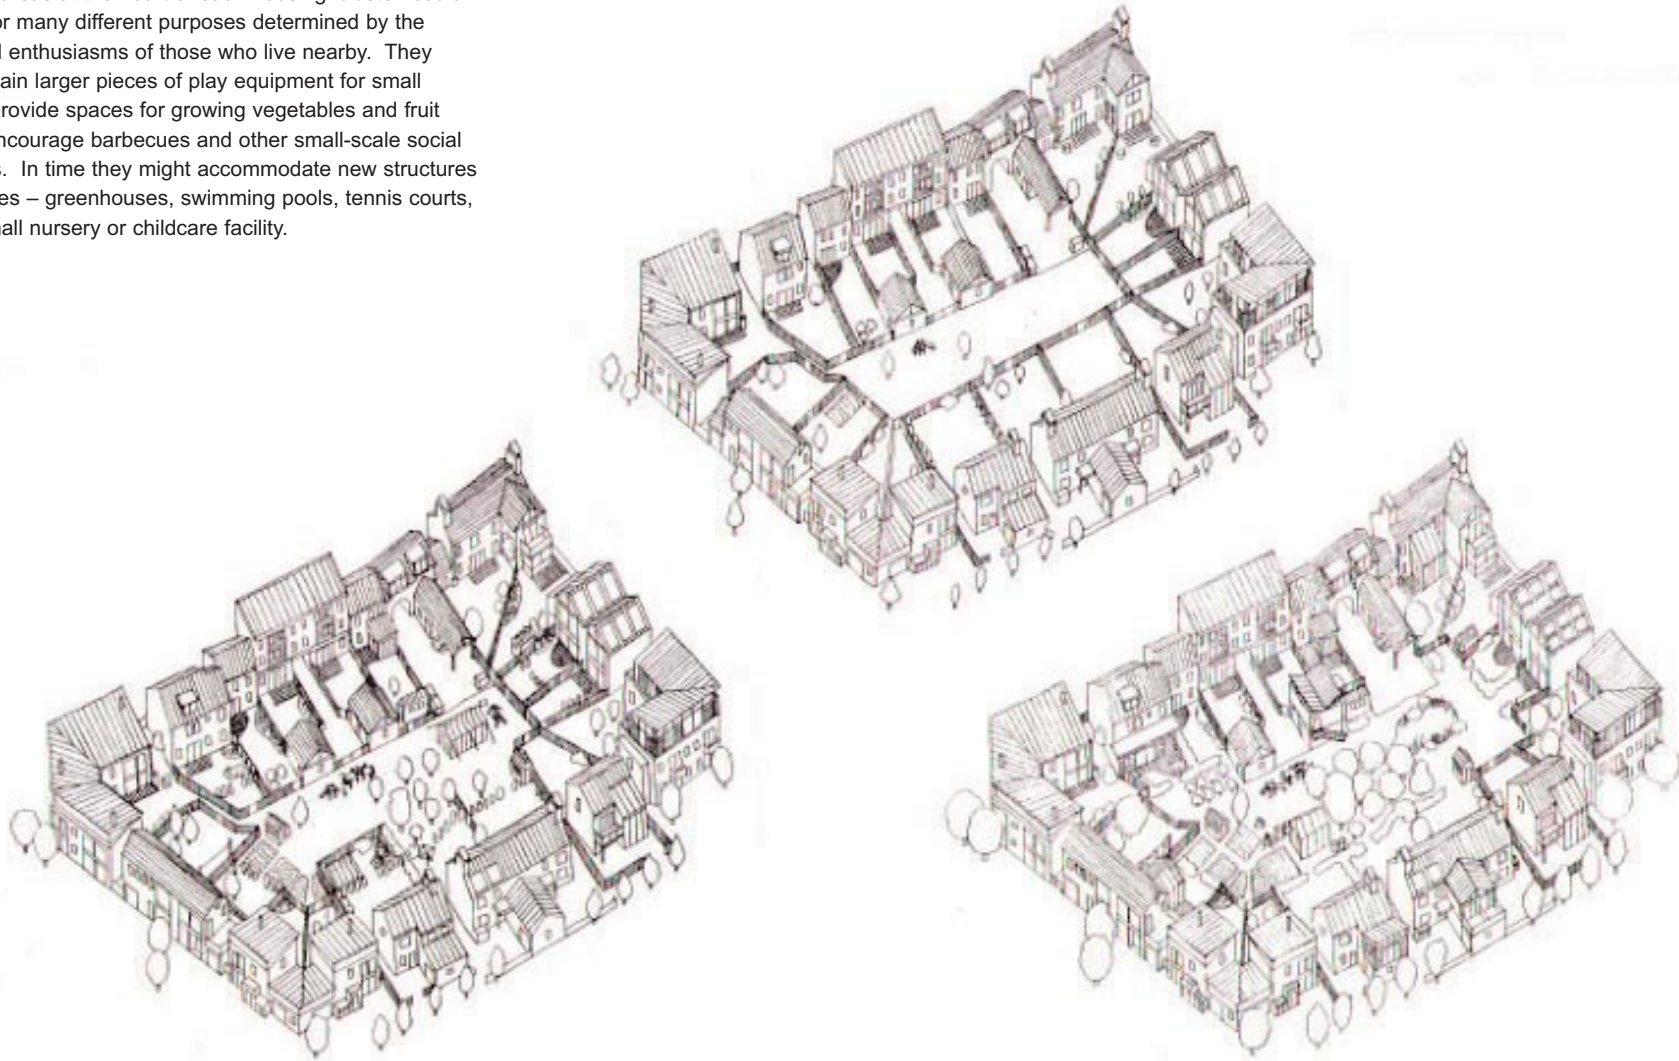 or many different purposes determined by the
enthusiasms of those who live nearby. They
ain larger pieces of play equipment for small
rovide spaces for growing vegetables and fruit
ncourage barbecues and other small-scale social
s. In time they might accommodate new structures
es – greenhouses, swimming pools, tennis courts,
all nursery or childcare facility.